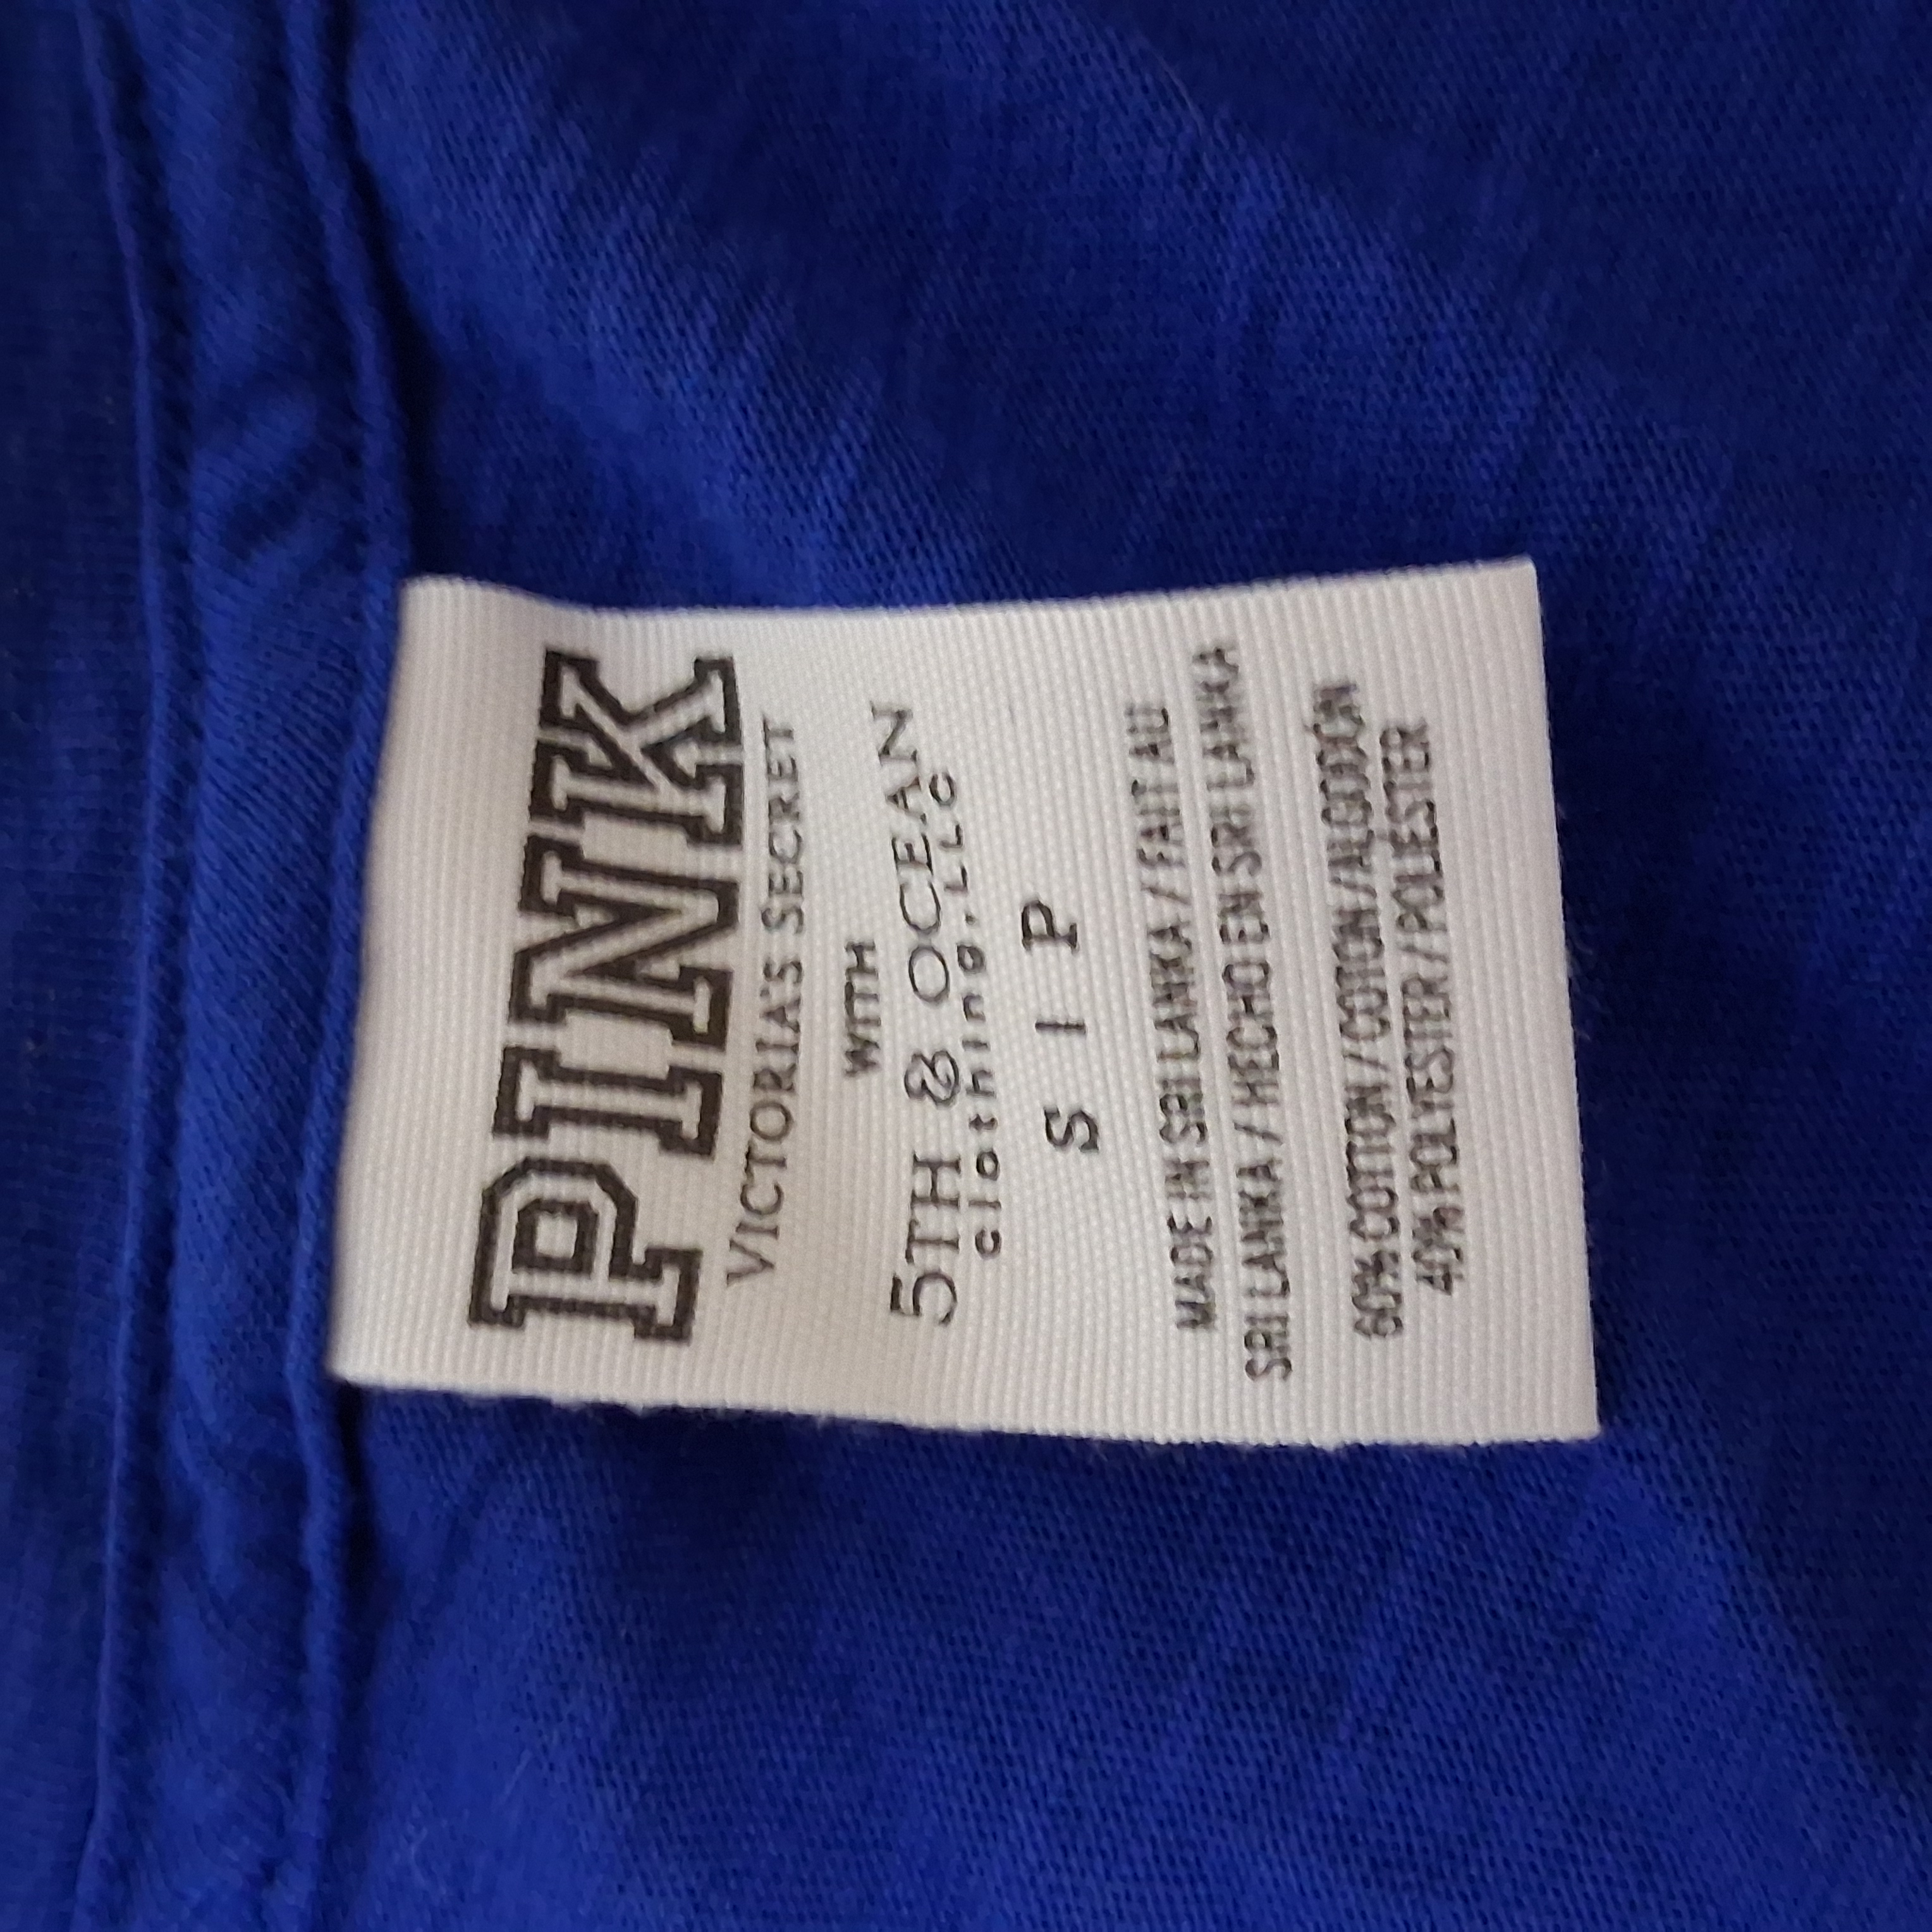 PINK
VICTORIA'S SECRET
WITH
5TH & OCEAN
clothing, LLC
S I P
MADE IN SRI LANKA / FAIT AU
SRI LANKA / HECHO EN SRI LANKA
60% COTTON / COTON / ALGODÓN
40% POLYESTER / POLIÉSTER